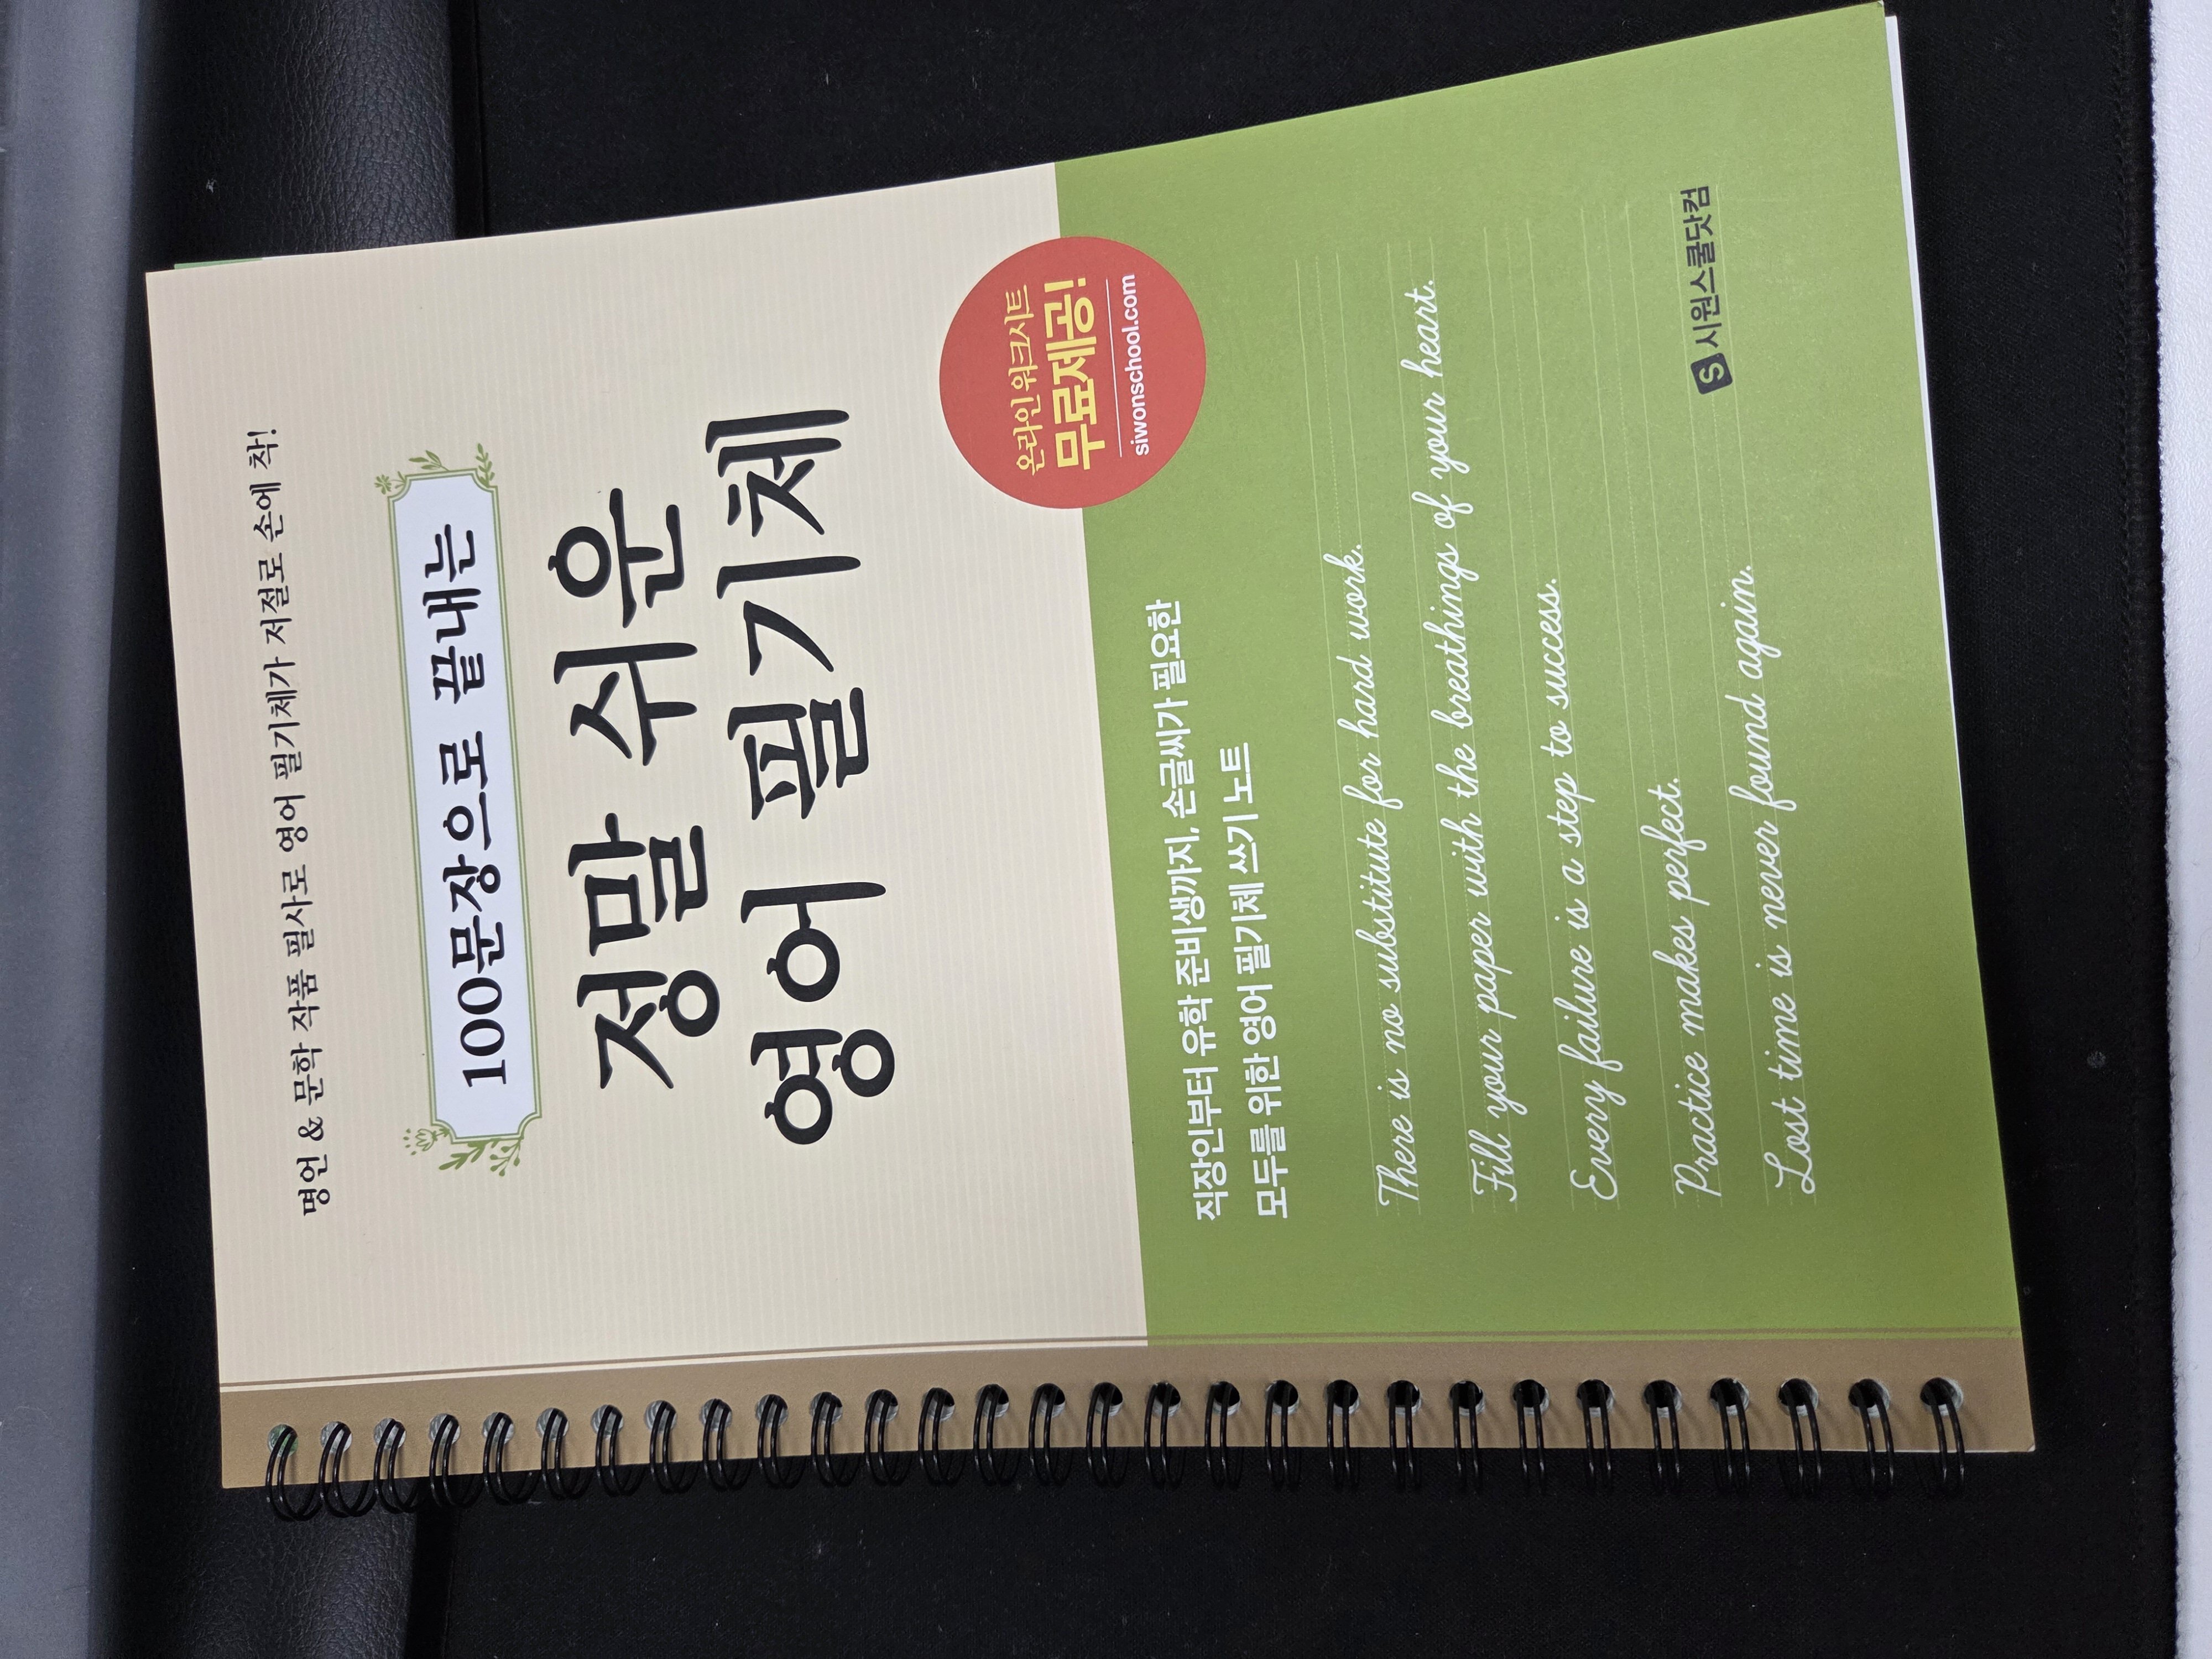 명언 & 문학 작품 필사로 영어 필기체가 저절로 손에 착!
100문장으로 끝내는
정말 쉬운
영어 필기체
온라인 워크시트
무료제공!
siwonschool.com
직장인부터 유학 준비생까지, 손글씨가 필요한
모두를 위한 영어 필기체 쓰기 노트
There is no substitute for hard work.
Fill your paper with the breathings of your heart.
Every failure is a step to success.
Practice makes perfect.
Lost time is never found again.
S 시원스쿨닷컴